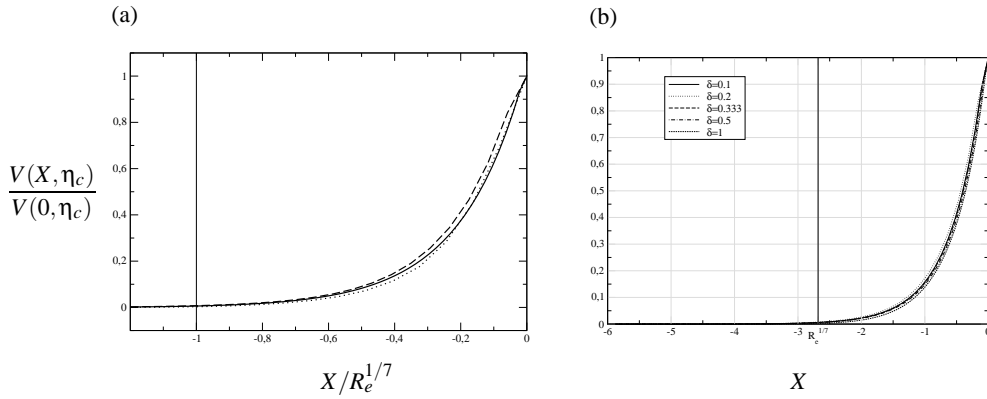 (a)
(b)
V(X,η_c)
V(0,η_c)
1
0,8
0,6
0,4
0,2
0
-1
-0,8
-0,6
-0,4
-0,2
0
X/R_e^{1/7}
1
0,9
0,8
0,7
0,6
0,5
0,4
0,3
0,2
0,1
0
δ=0.1
δ=0.2
δ=0.333
δ=0.5
δ=1
-6
-5
-4
-3
-2
-1
0
R_e^{1/7}
X